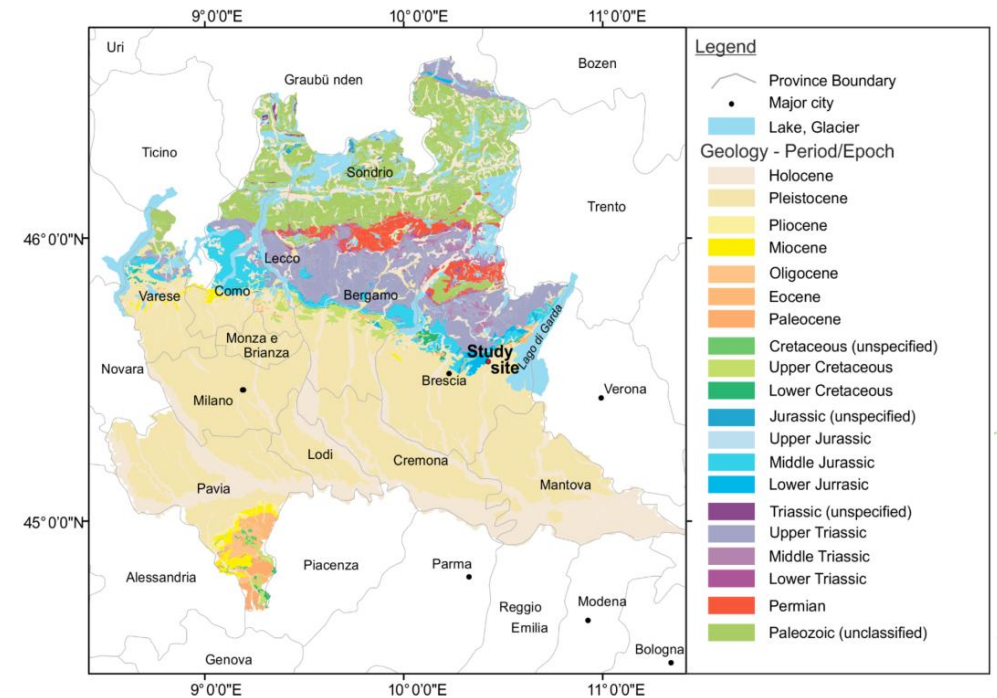 9°0'0"E 10°0'0"E 11°0'0"E
Uri
Graubü nden
Bozen
Ticino
Sondrio
Trento
46°0'0"N
Lecco
Varese
Como
Bergamo
Lago di Garda
Monza e
Brianza
Study
site
Novara
Brescia
Verona
Milano
Lodi
Cremona
Pavia
Mantova
45°0'0"N
Alessandria
Piacenza
Parma
Reggio
Emilia
Modena
Bologna
Genova
9°0'0"E 10°0'0"E 11°0'0"E
Legend
Province Boundary
Major city
Lake, Glacier
Geology - Period/Epoch
Holocene
Pleistocene
Pliocene
Miocene
Oligocene
Eocene
Paleocene
Cretaceous (unspecified)
Upper Cretaceous
Lower Cretaceous
Jurassic (unspecified)
Upper Jurassic
Middle Jurassic
Lower Jurrasic
Triassic (unspecified)
Upper Triassic
Middle Triassic
Lower Triassic
Permian
Paleozoic (unclassified)